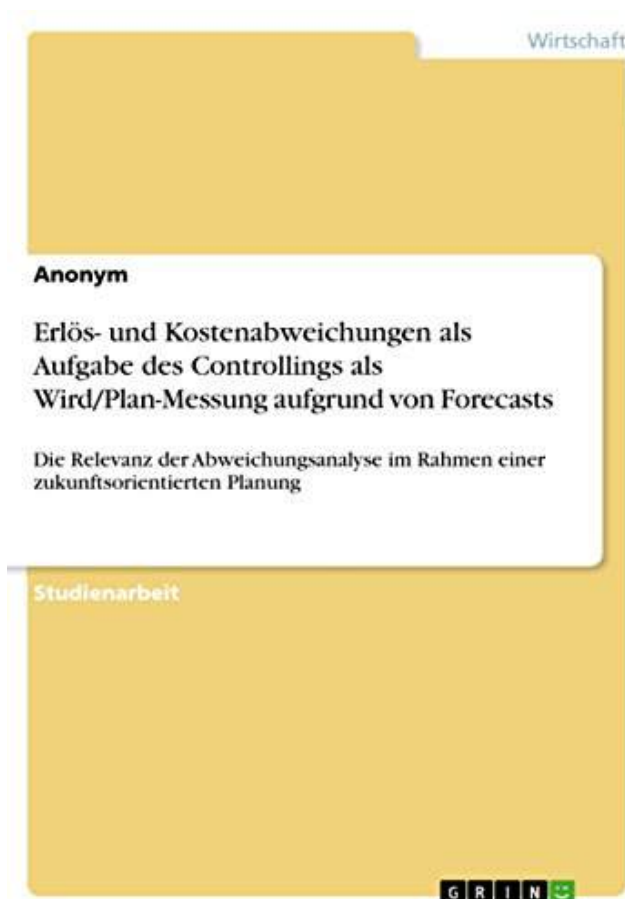 Wirtschaft
Anonym
Erlös- und Kostenabweichungen als
Aufgabe des Controllings als
Wird/Plan-Messung aufgrund von Forecasts
Die Relevanz der Abweichungsanalyse im Rahmen einer
zukunftsorientierten Planung
Studienarbeit
GRIN